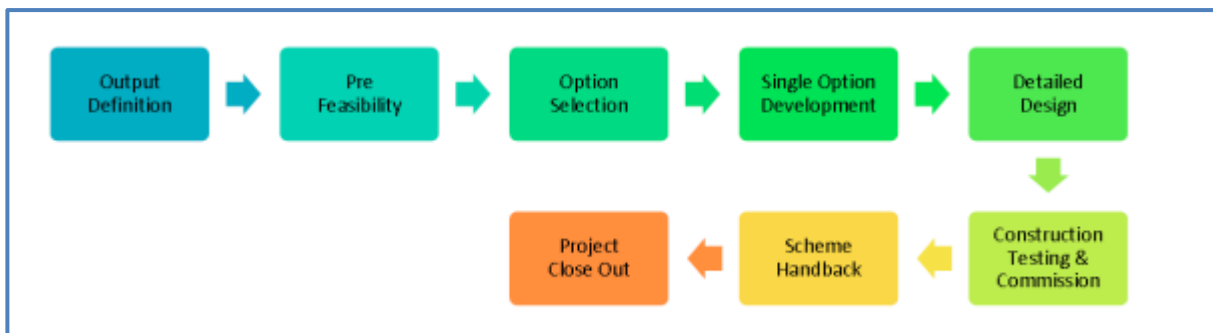 Output
Definition
Pre
Feasibility
Option
Selection
Single Option
Development
Detailed
Design
Construction
Testing &
Commission
Scheme
Handback
Project
Close Out